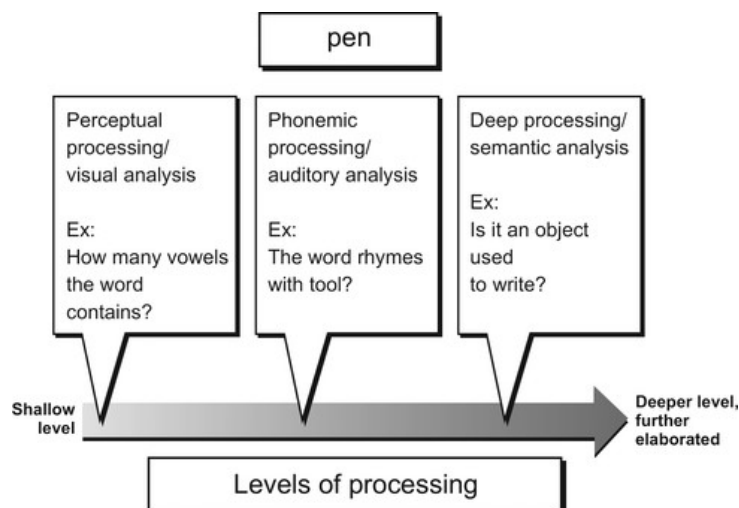 pen
Perceptual
processing/
visual analysis
Ex:
How many vowels
the word
contains?
Phonemic
processing/
auditory analysis
Ex:
The word rhymes
with tool?
Deep processing/
semantic analysis
Ex:
Is it an object
used
to write?
Shallow
level
Deeper level,
further
elaborated
Levels of processing